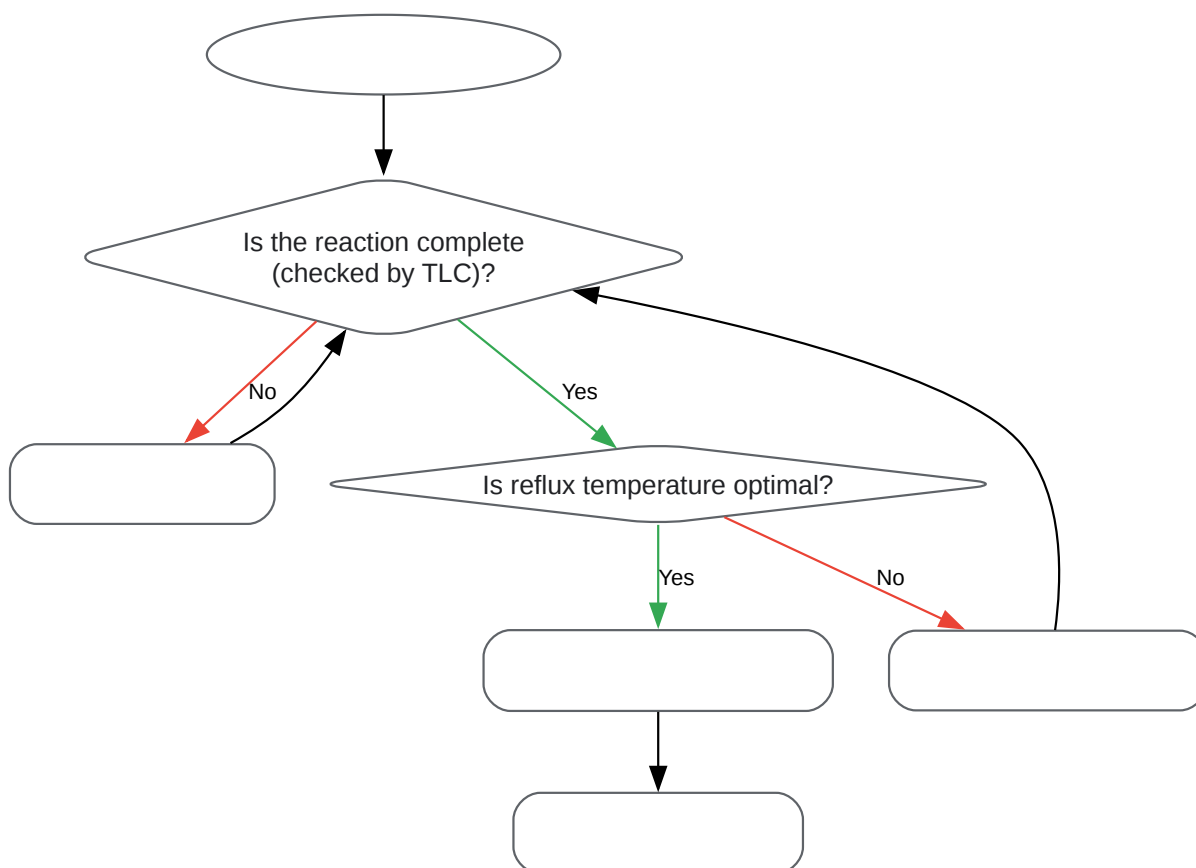 Is the reaction complete
(checked by TLC)?
No
Yes
Is reflux temperature optimal?
Yes
No